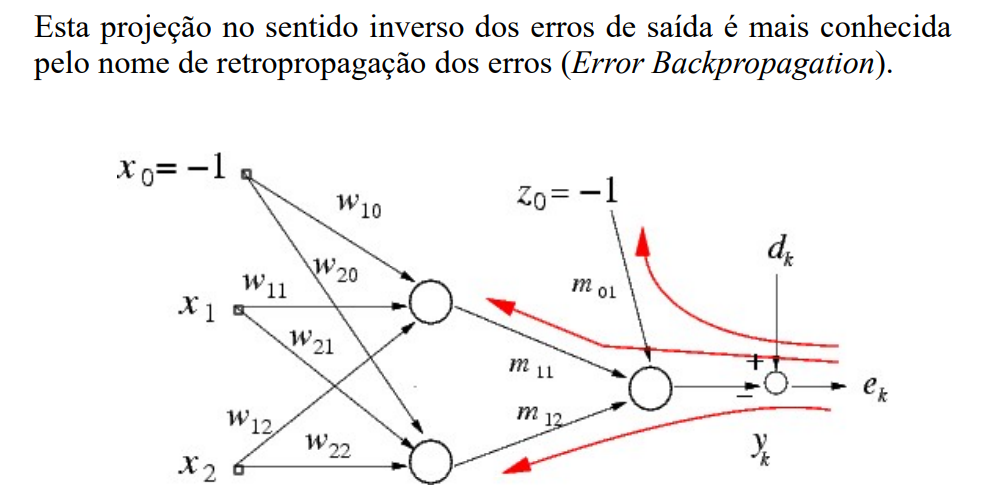 Esta projeção no sentido inverso dos erros de saída é mais conhecida
pelo nome de retropropagação dos erros (Error Backpropagation).
x0= −1
w10
z0= −1
dk
w20
w11
m01
x1
w21
+
m11
ek
−
m12
w12
yk
w22
x2